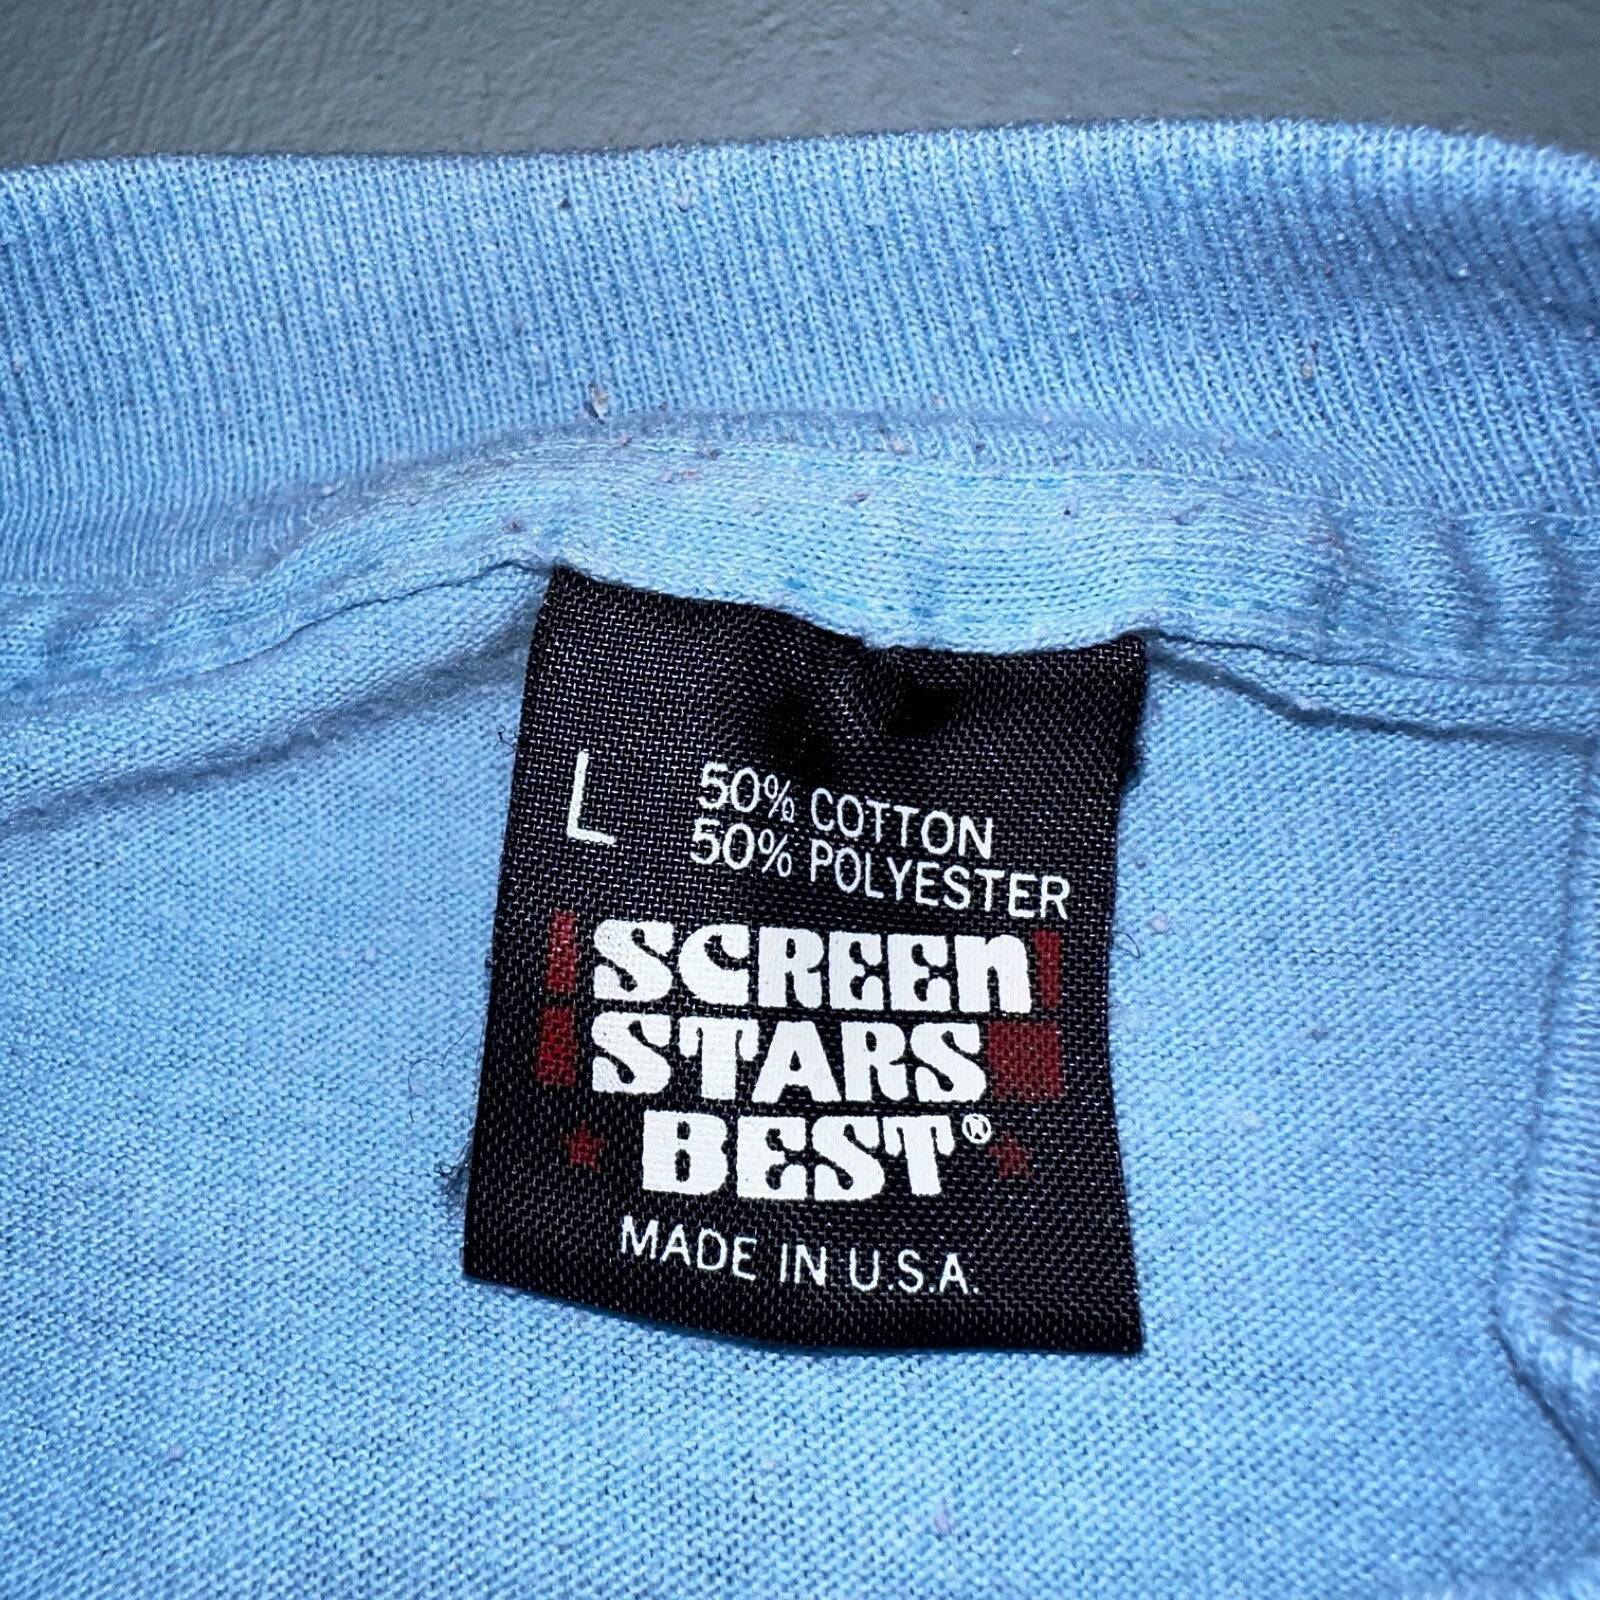 L
50% COTTON
50% POLYESTER
SCREEN
STARS
BEST®
MADE IN U.S.A.